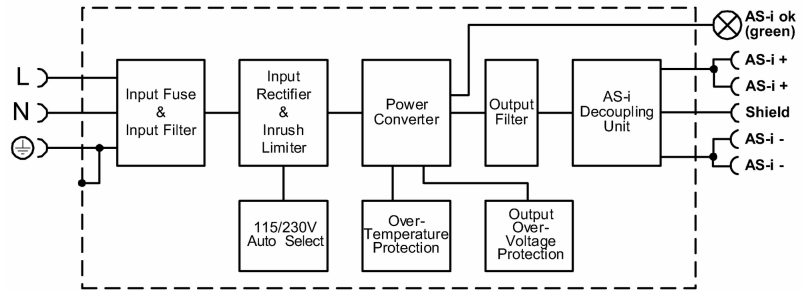 AS-i ok
(green)
L
N
Input Fuse
&
Input Filter
Input
Rectifier
&
Inrush
Limiter
Power
Converter
Output
Filter
AS-i
Decoupling
Unit
AS-i +
AS-i +
Shield
AS-i -
AS-i -
115/230V
Auto Select
Over-
Temperature
Protection
Output
Over-
Voltage
Protection